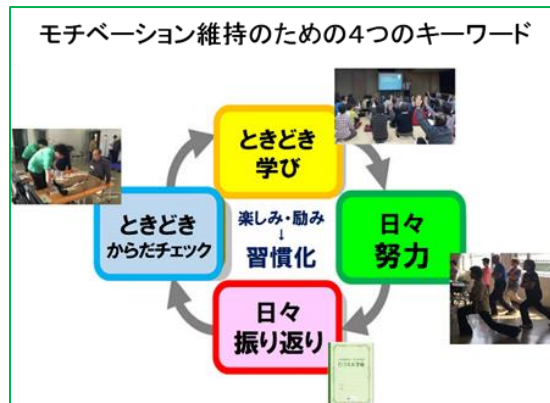 モチベーション維持のための4つのキーワード
ときどき
学び
日々
努力
日々
振り返り
ときどき
からだチェック
楽しみ・励み
↓
習慣化